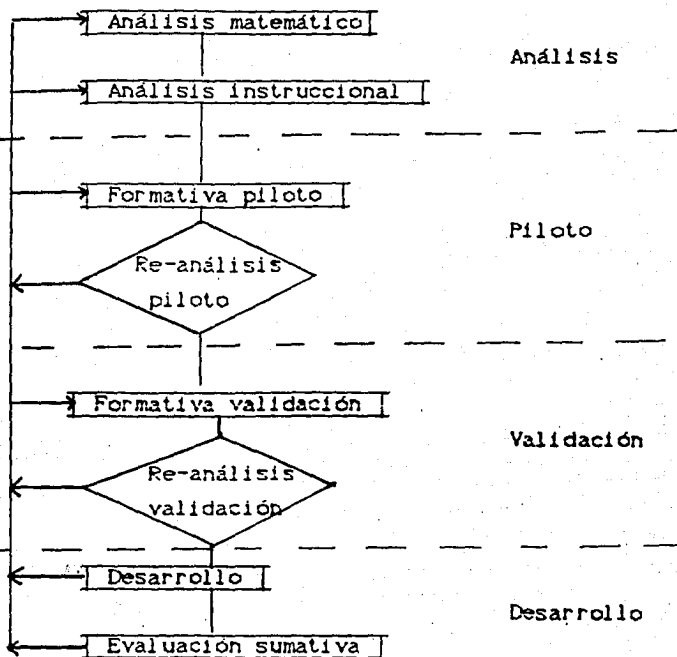 Análisis matemático
Análisis
Análisis instruccional
Formativa piloto
Piloto
Re-análisis
piloto
Formativa validación
Validación
Re-análisis
validación
Desarrollo
Desarrollo
Evaluación sumativa